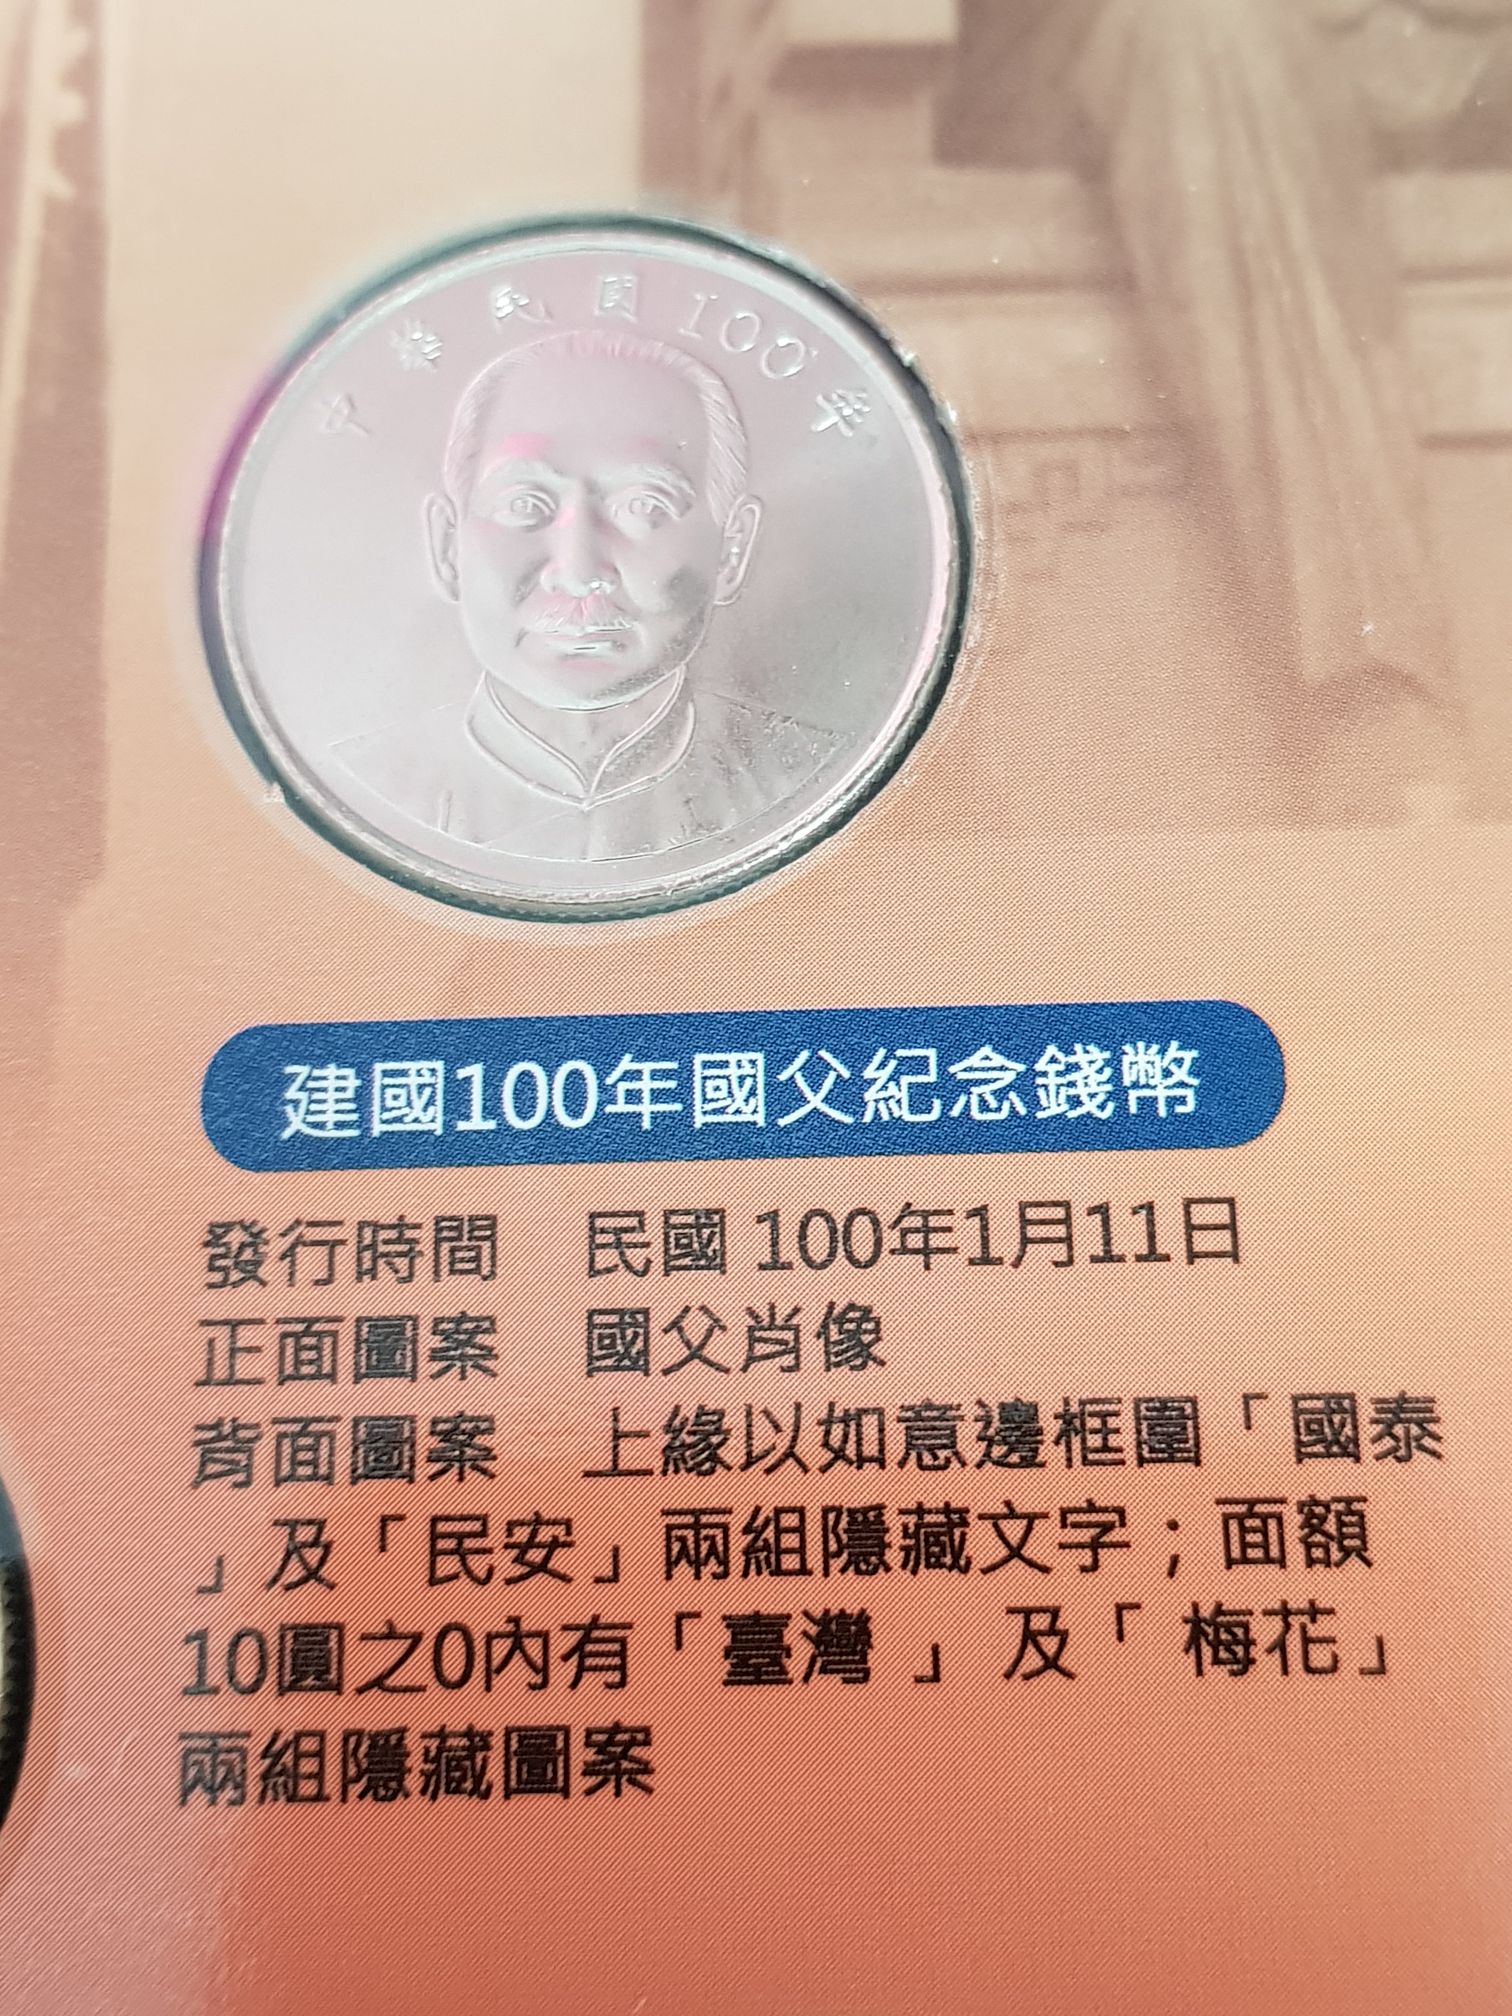 中華民國100年
建國100年國父紀念錢幣
發行時間　民國 100年1月11日
正面圖案　國父肖像
背面圖案　上緣以如意邊框圍「國泰
」及「民安」兩組隱藏文字；面額
10圓之0內有「臺灣 」及「 梅花」
兩組隱藏圖案